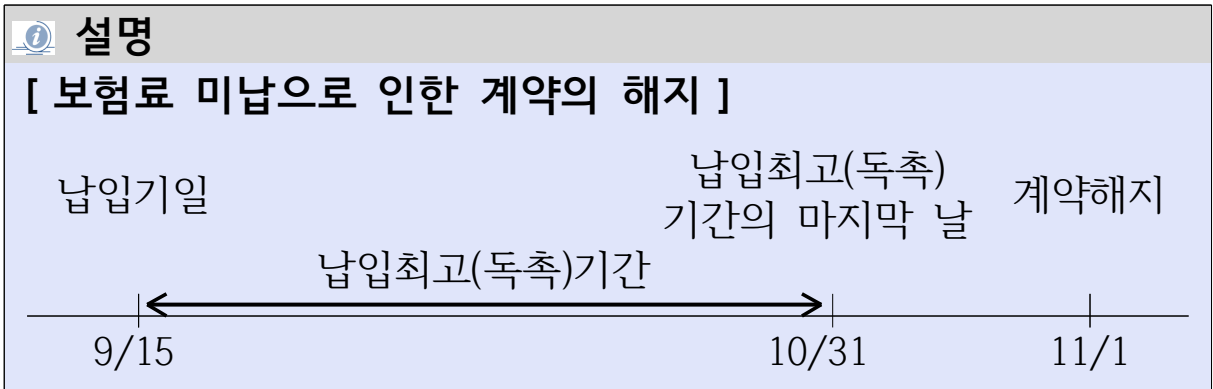 설명
[ 보험료 미납으로 인한 계약의 해지 ]
납입기일
납입최고(독촉)
기간의 마지막 날
계약해지
납입최고(독촉)기간
9/15
10/31
11/1